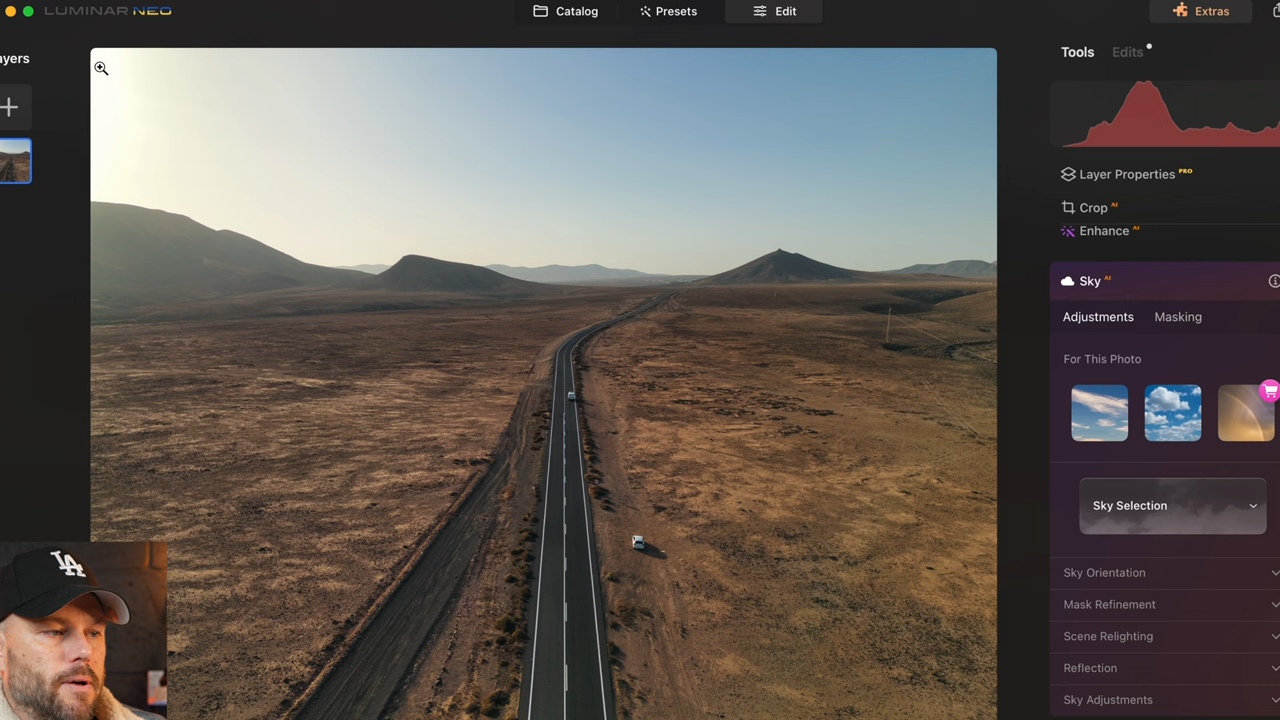 LUMINAR NEO
Catalog
Presets
Edit
Extras
yers
Tools
Edits
Layer Properties PRO
Crop AI
Enhance AI
Sky AI
Adjustments
Masking
For This Photo
Sky Selection
Sky Orientation
Mask Refinement
Scene Relighting
Reflection
Sky Adjustments
LA